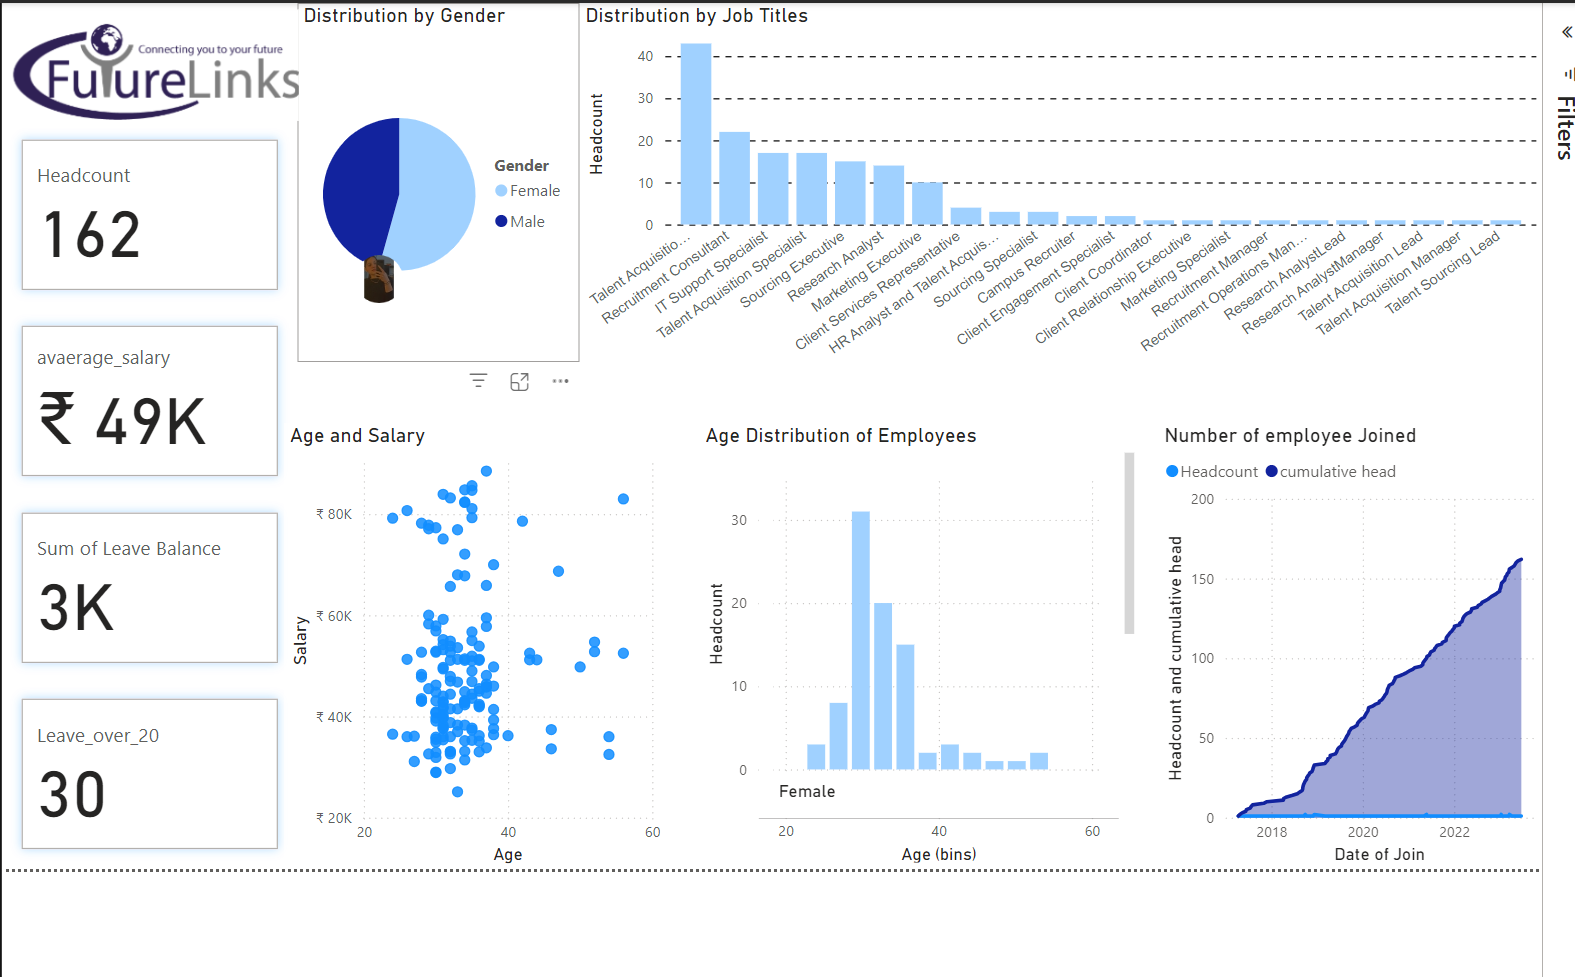 Connecting you to your future
FutureLinks
Headcount
162
avaerage_salary
₹ 49K
Sum of Leave Balance
3K
Leave_over_20
30
Distribution by Gender
Gender
Female
Male
Distribution by Job Titles
Headcount
40
30
20
10
0
Talent Acquisitio...
Recruitment Consultant
IT Support Specialist
Talent Acquisition Specialist
Sourcing Executive
Research Analyst
Marketing Executive
Client Services Representative
HR Analyst and Talent Acquis...
Sourcing Specialist
Campus Recruiter
Client Engagement Specialist
Client Coordinator
Client Relationship Executive
Marketing Specialist
Recruitment Manager
Recruitment Operations Man...
Research AnalystLead
Research AnalystManager
Talent Acquisition Lead
Talent Acquisition Manager
Talent Sourcing Lead
Filters
Age and Salary
Salary
₹ 80K
₹ 60K
₹ 40K
₹ 20K
20 40 60
Age
Age Distribution of Employees
Headcount
30
20
10
0
Female
20 40 60
Age (bins)
Number of employee Joined
Headcount cumulative head
Headcount and cumulative head
200
150
100
50
0
2018 2020 2022
Date of Join